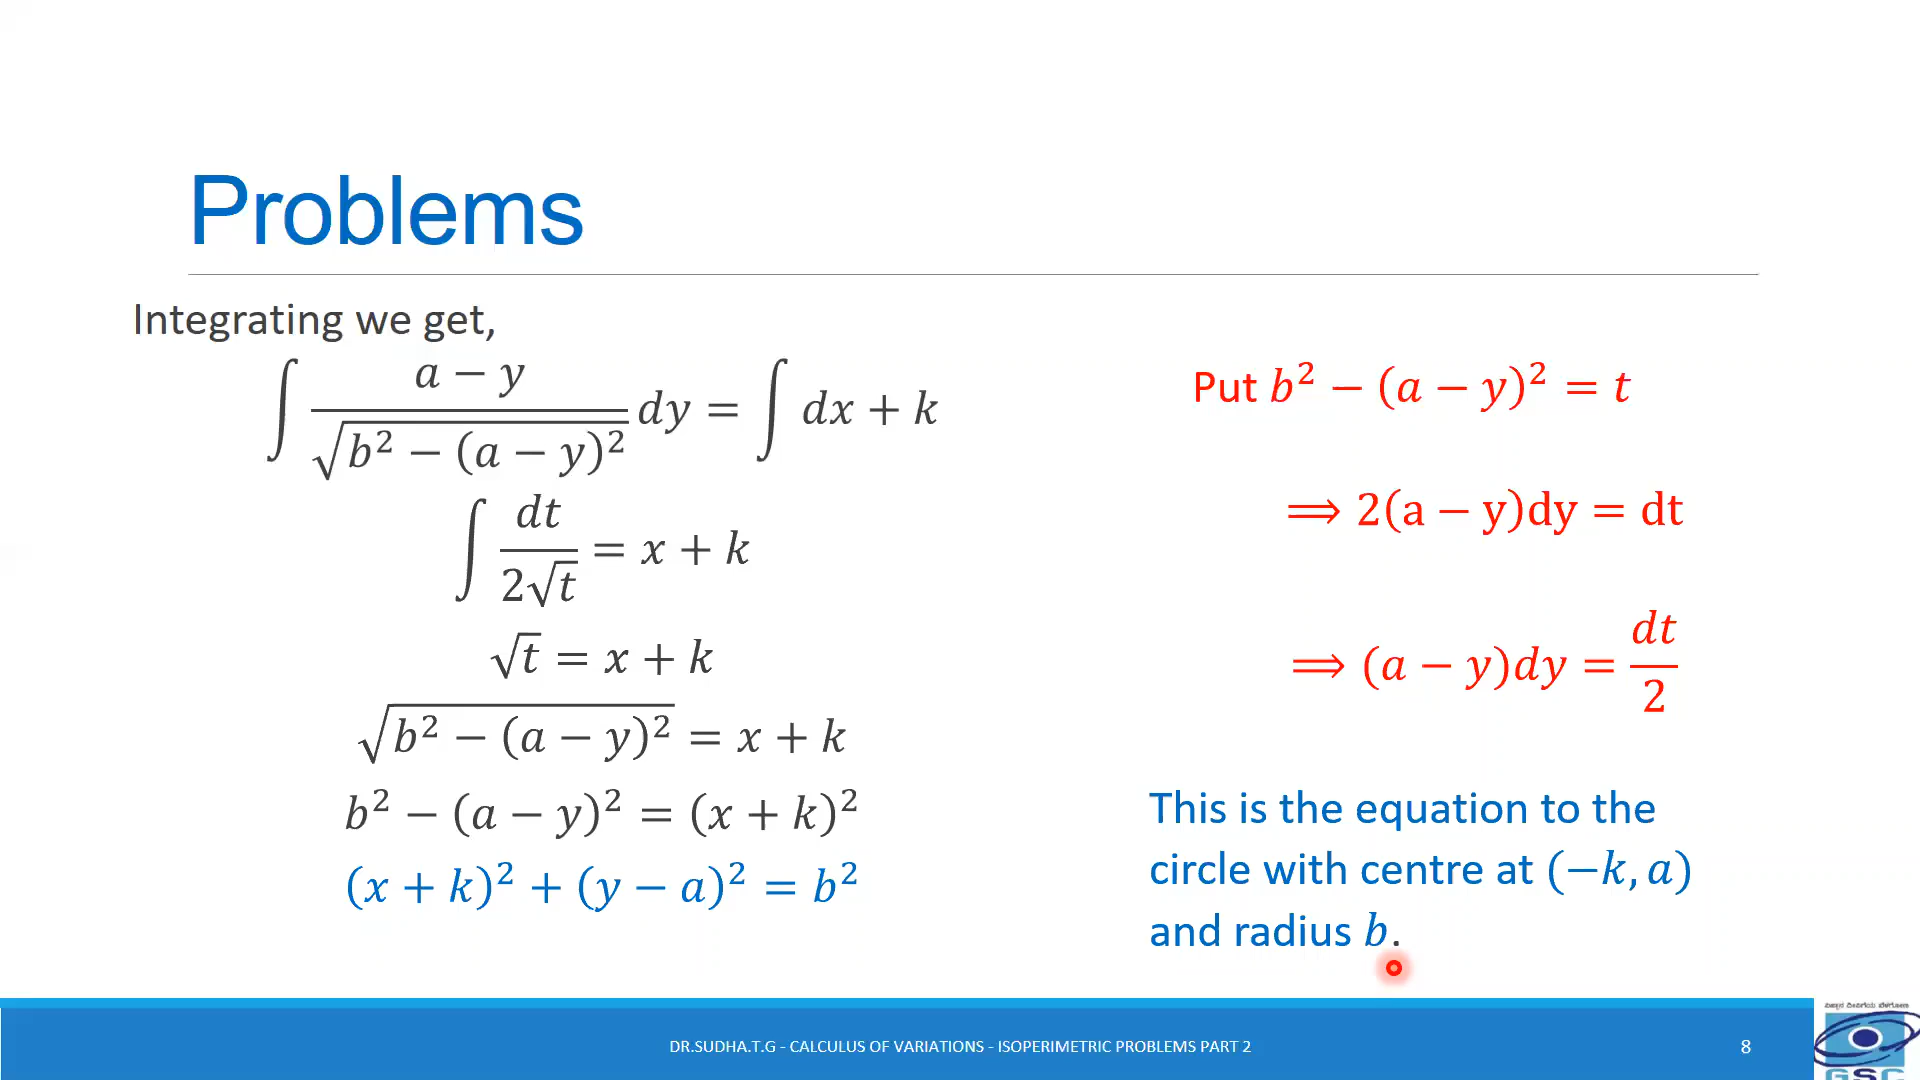 Problems
Integrating we get,
∫ (a − y)/√(b² − (a − y)²) dy = ∫ dx + k
∫ dt/(2√t) = x + k
√t = x + k
√(b² − (a − y)²) = x + k
b² − (a − y)² = (x + k)²
(x + k)² + (y − a)² = b²
Put b² − (a − y)² = t
⟹ 2(a − y)dy = dt
⟹ (a − y)dy = dt/2
This is the equation to the
circle with centre at (−k, a)
and radius b.
DR.SUDHA.T.G - CALCULUS OF VARIATIONS - ISOPERIMETRIC PROBLEMS PART 2
8
GSC